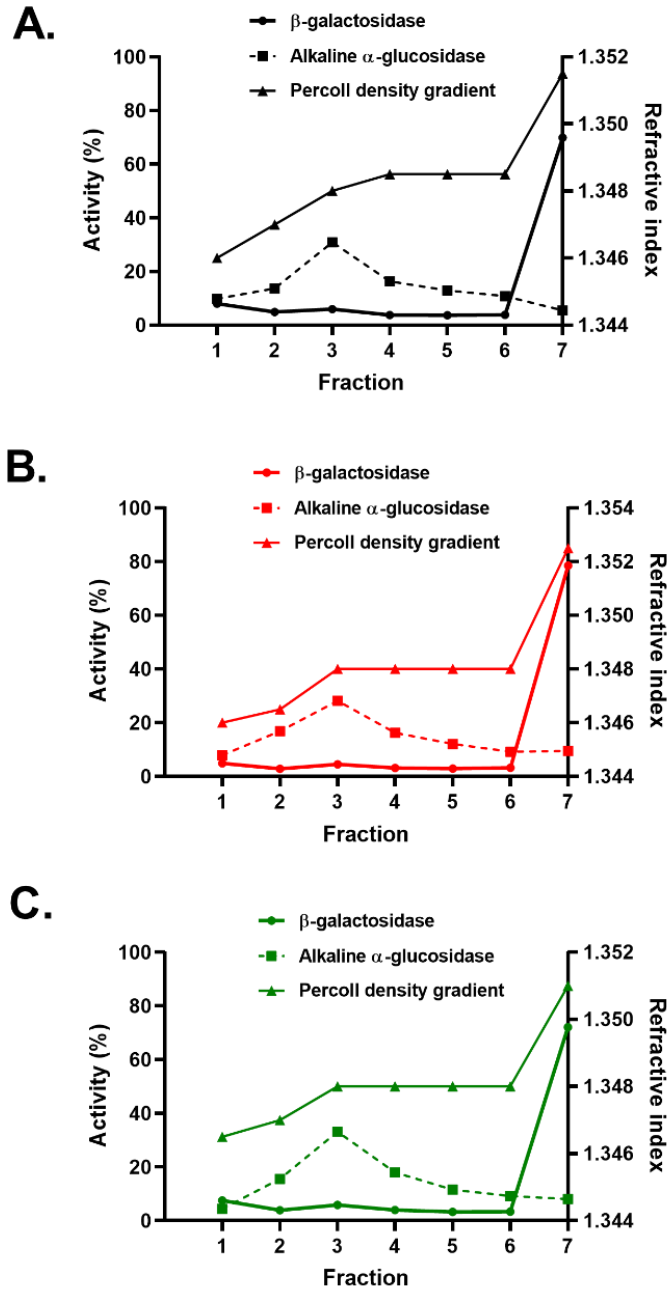 A.
β-galactosidase
Alkaline α-glucosidase
Percoll density gradient
100
80
60
40
20
0
Activity (%)
1.352
1.350
1.348
1.346
1.344
Refractive index
1 2 3 4 5 6 7
Fraction
B.
β-galactosidase
Alkaline α-glucosidase
Percoll density gradient
100
80
60
40
20
0
Activity (%)
1.354
1.352
1.350
1.348
1.346
1.344
Refractive index
1 2 3 4 5 6 7
Fraction
C.
β-galactosidase
Alkaline α-glucosidase
Percoll density gradient
100
80
60
40
20
0
Activity (%)
1.352
1.350
1.348
1.346
1.344
Refractive index
1 2 3 4 5 6 7
Fraction